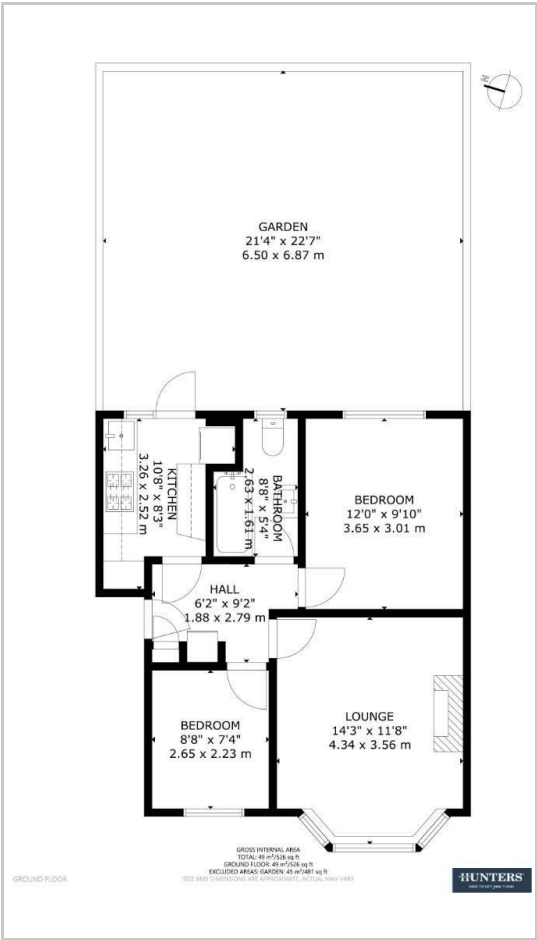 N
GARDEN
21'4" x 22'7"
6.50 x 6.87 m
KITCHEN
10'8" x 8'3"
3.26 x 2.52 m
BATHROOM
8'8" x 5'4"
2.63 x 1.61 m
BEDROOM
12'0" x 9'10"
3.65 x 3.01 m
HALL
6'2" x 9'2"
1.88 x 2.79 m
BEDROOM
8'8" x 7'4"
2.65 x 2.23 m
LOUNGE
14'3" x 11'8"
4.34 x 3.56 m
GROSS INTERNAL AREA
TOTAL: 49 m²/526 sq ft
GROUND FLOOR: 49 m²/526 sq ft
EXCLUDED AREAS: GARDEN: 45 m²/481 sq ft
SIZE AND DIMENSIONS ARE APPROXIMATE, ACTUAL MAY VARY
GROUND FLOOR
HUNTERS
HERE TO GET you THERE